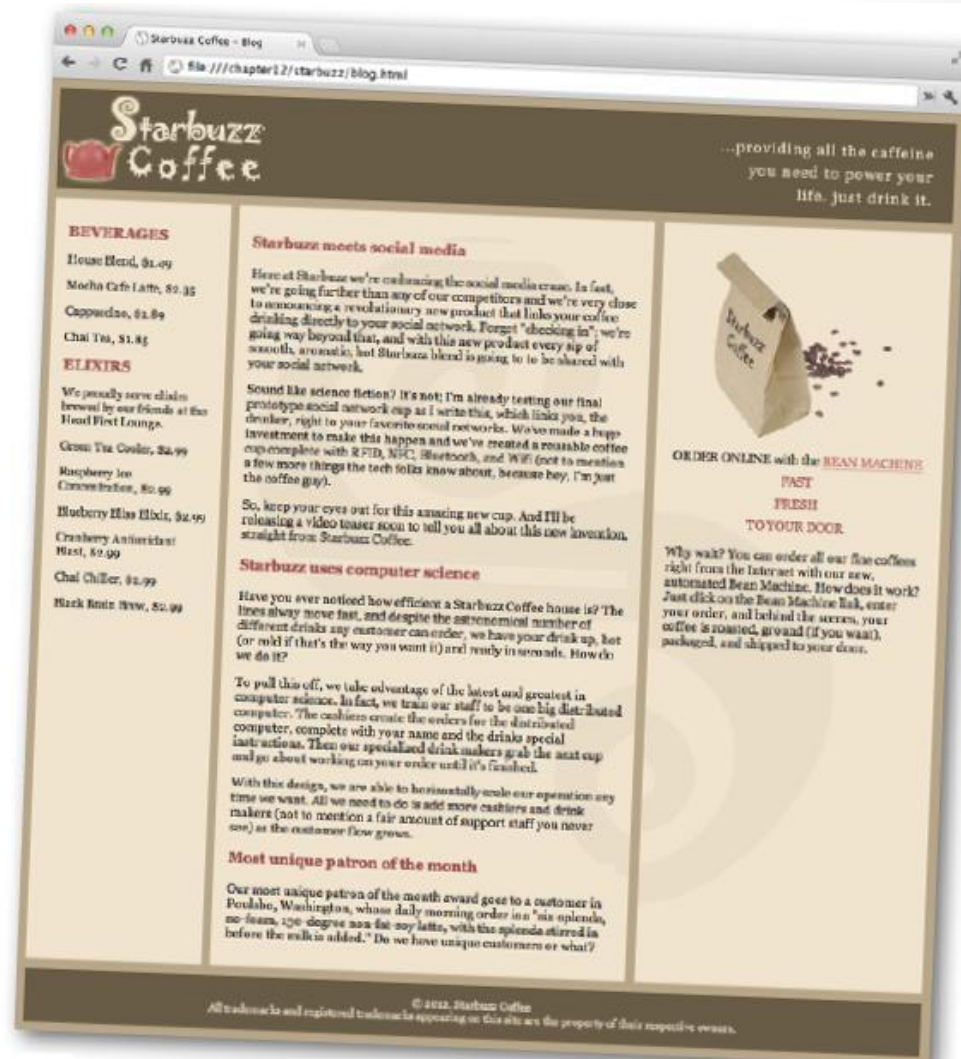 Starbuzz Coffee - Blog
file:///chapter12/starbuzz/blog.html
Starbuzz
Coffee
...providing all the caffeine
you need to power your
life. just drink it.
BEVERAGES
House Blend, $1.49
Mocha Cafe Latte, $2.35
Cappuccino, $1.89
Chai Tea, $1.85
ELIXIRS
We proudly serve elixirs
brewed by our friends at the
Head First Lounge.
Green Tea Cooler, $2.99
Raspberry Ice
Concentration, $2.99
Blueberry Bliss Elixir, $2.99
Cranberry Antioxidant
Blast, $2.99
Chai Chiller, $2.99
Black Brain Brew, $2.99
Starbuzz meets social media
Here at Starbuzz we're embracing the social media craze. In fact,
we're going further than any of our competitors and we're very close
to announcing a revolutionary new product that links your coffee
drinking directly to your social network. Forget "checking in"; we're
going way beyond that, and with this new product every sip of
smooth, aromatic, hot Starbuzz blend is going to to be shared with
your social network.
Sound like science fiction? It's not; I'm already testing our final
prototype social network cup as I write this, which links you, the
drinker, right to your favorite social networks. We've made a huge
investment to make this happen and we've created a reusable coffee
cup complete with RFID, NFC, Bluetooth, and Wifi (not to mention
a few more things the tech folks know about, because hey, I'm just
the coffee guy).
So, keep your eyes out for this amazing new cup. And I'll be
releasing a video teaser soon to tell you all about this new invention,
straight from Starbuzz Coffee.
Starbuzz uses computer science
Have you ever noticed how efficient a Starbuzz Coffee house is? The
lines alway move fast, and despite the astronomical number of
different drinks any customer can order, we have your drink up, hot
(or cold if that's the way you want it) and ready in seconds. How do
we do it?
To pull this off, we take advantage of the latest and greatest in
computer science. In fact, we train our staff to be one big distributed
computer. The cashiers create the orders for the distributed
computer, complete with your name and the drinks special
instructions. Then our specialized drink makers grab the next cup
and go about working on your order until it's finished.
With this design, we are able to horizontally scale our operation any
time we want. All we need to do is add more cashiers and drink
makers (not to mention a fair amount of support staff you never
see) as the customer flow grows.
Most unique patron of the month
Our most unique patron of the month award goes to a customer in
Poulsbo, Washington, whose daily morning order is a "six-splenda,
no-foam, 170-degree non-fat-soy latte, with the splenda stirred in
before the milk is added." Do we have unique customers or what?
Starbuzz
Coffee
ORDER ONLINE with the BEAN MACHINE
FAST
FRESH
TO YOUR DOOR
Why wait? You can order all our fine coffees
right from the Internet with our new,
automated Bean Machine. How does it work?
Just click on the Bean Machine link, enter
your order, and behind the scenes, your
coffee is roasted, ground (if you want),
packaged, and shipped to your door.
© 2012, Starbuzz Coffee
All trademarks and registered trademarks appearing on this site are the property of their respective owners.